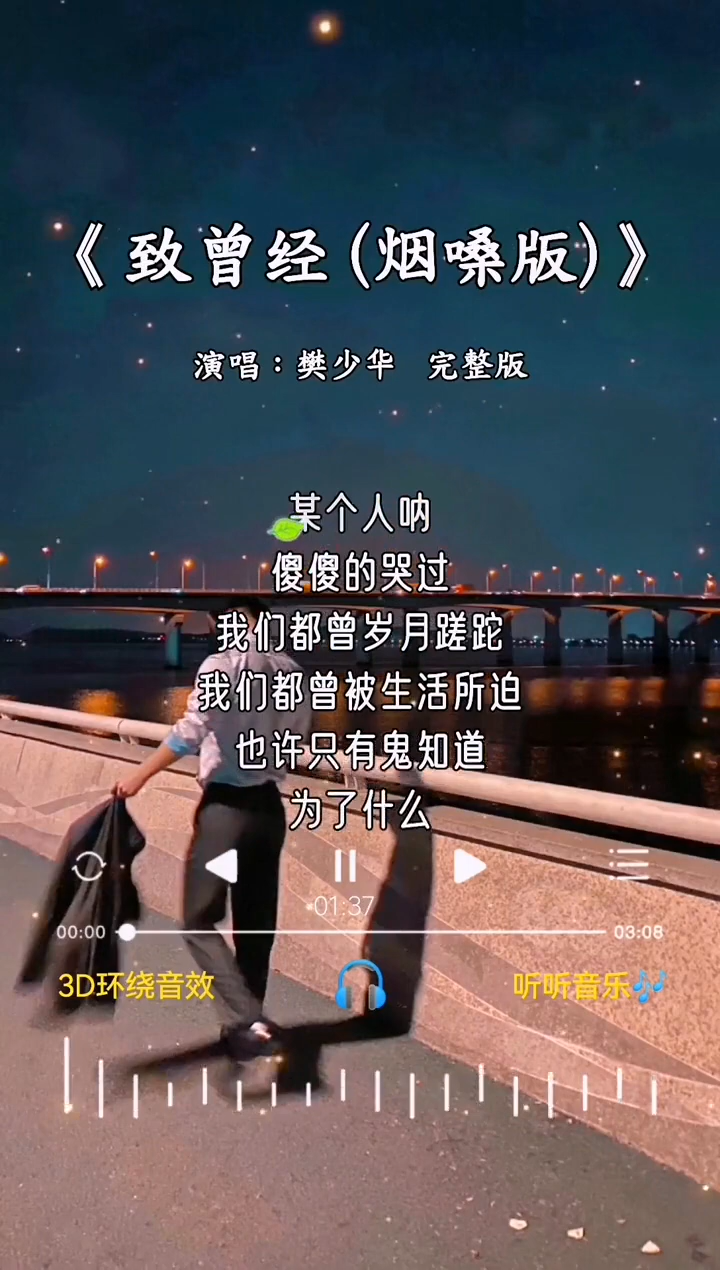 《致曾经(烟嗓版)》
演唱：樊少华 完整版
某个人呐
傻傻的哭过
我们都曾岁月蹉跎
我们都曾被生活所迫
也许只有鬼知道
为了什么
01:37
00:00 03:08
3D环绕音效 听听音乐